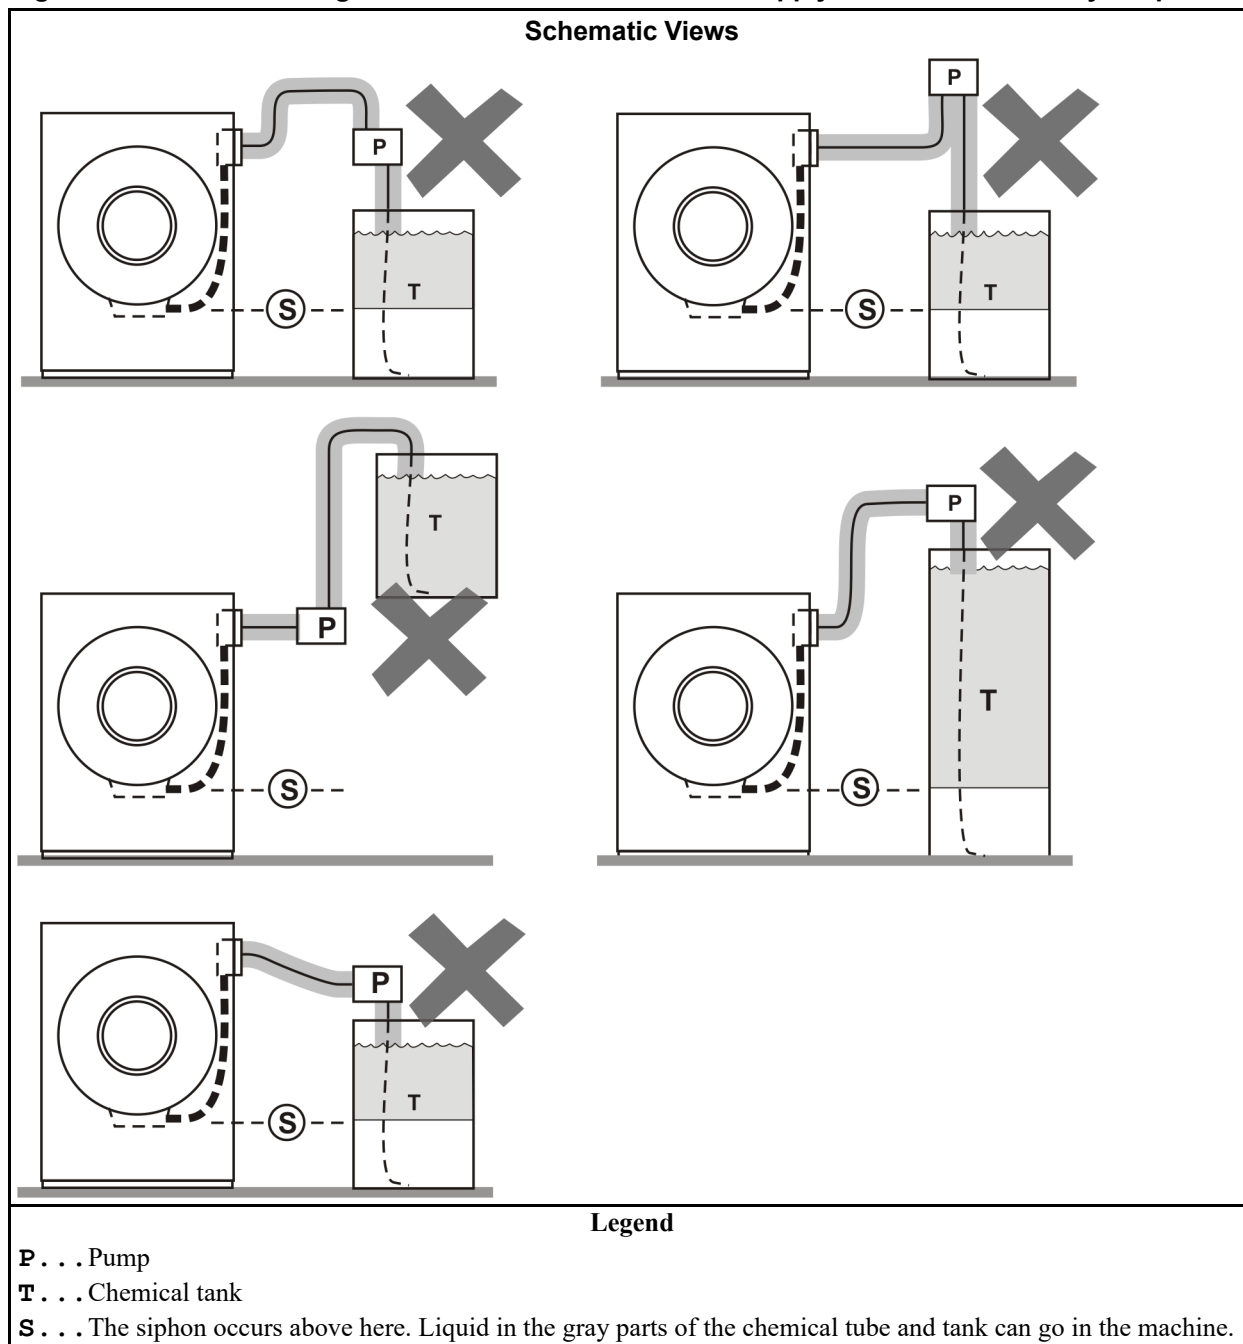 Schematic Views
P
P
T
S
T
S
T
P
P
T
S
S
P
T
S
Legend
P...Pump
T...Chemical tank
S...The siphon occurs above here. Liquid in the gray parts of the chemical tube and tank can go in the machine.